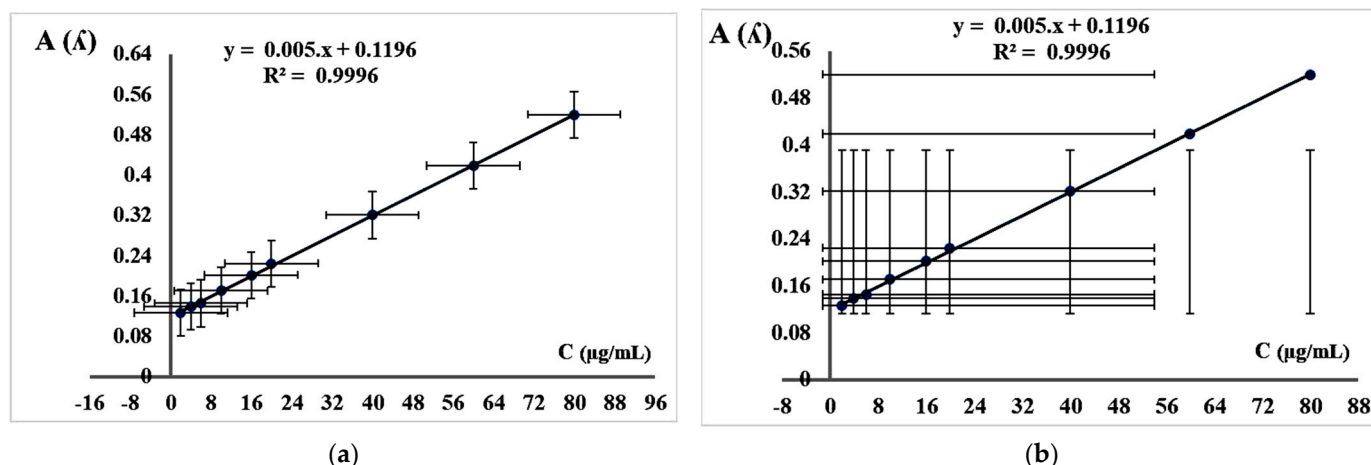 A (ʎ)
y = 0.005.x + 0.1196
R² = 0.9996
0.64
0.56
0.48
0.4
0.32
0.24
0.16
0.08
0
C (µg/mL)
-16 -8 0 8 16 24 32 40 48 56 64 72 80 88 96
(a)
A (ʎ)
y = 0.005.x + 0.1196
R² = 0.9996
0.56
0.48
0.4
0.32
0.24
0.16
0.08
0
C (µg/mL)
-8 0 8 16 24 32 40 48 56 64 72 80 88
(b)